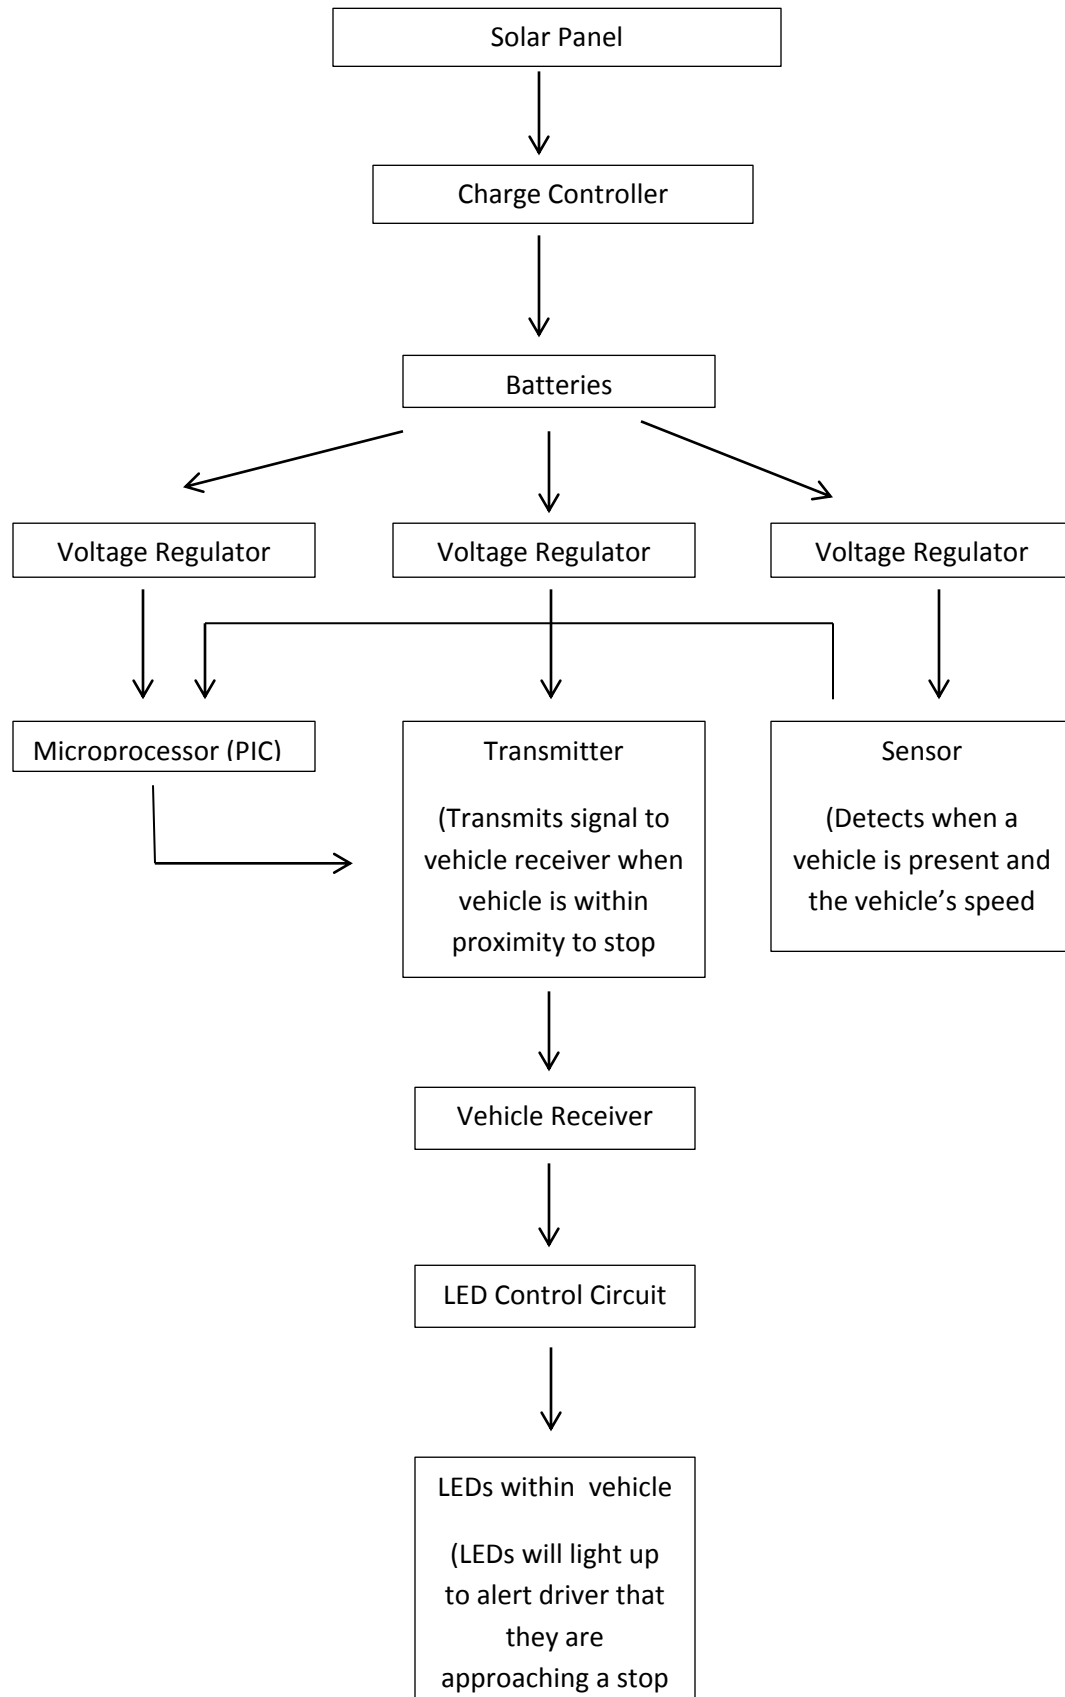 Solar Panel
Charge Controller
Batteries
Voltage Regulator
Voltage Regulator
Voltage Regulator
Microprocessor (PIC)
Transmitter
(Transmits signal to
vehicle receiver when
vehicle is within
proximity to stop
Sensor
(Detects when a
vehicle is present and
the vehicle’s speed
Vehicle Receiver
LED Control Circuit
LEDs within  vehicle
(LEDs will light up
to alert driver that
they are
approaching a stop